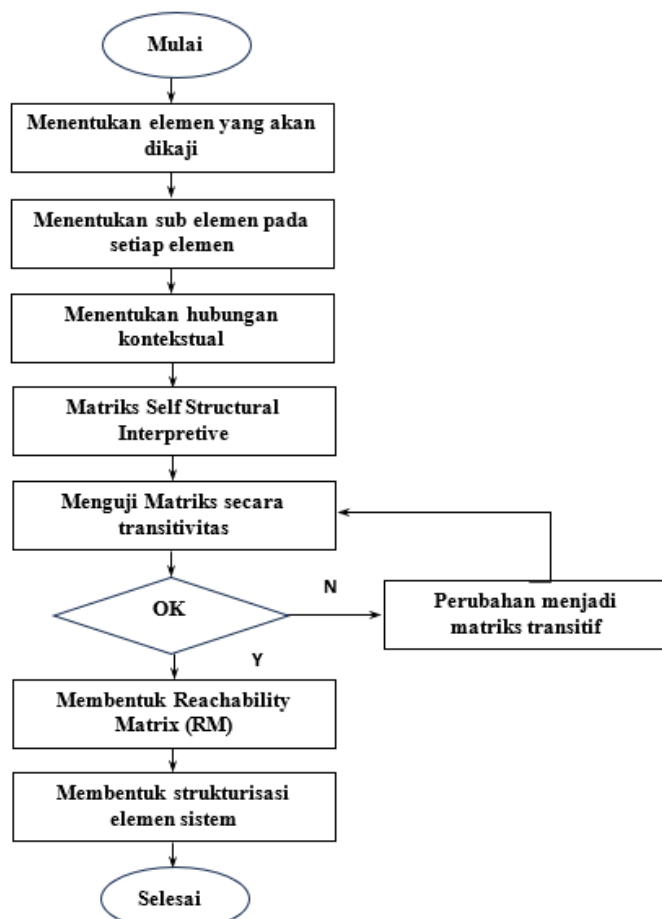 Mulai
Menentukan elemen yang akan
dikaji
Menentukan sub elemen pada
setiap elemen
Menentukan hubungan
kontekstual
Matriks Self Structural
Interpretive
Menguji Matriks secara
transitivitas
OK
N
Perubahan menjadi
matriks transitif
Y
Membentuk Reachability
Matrix (RM)
Membentuk strukturisasi
elemen sistem
Selesai